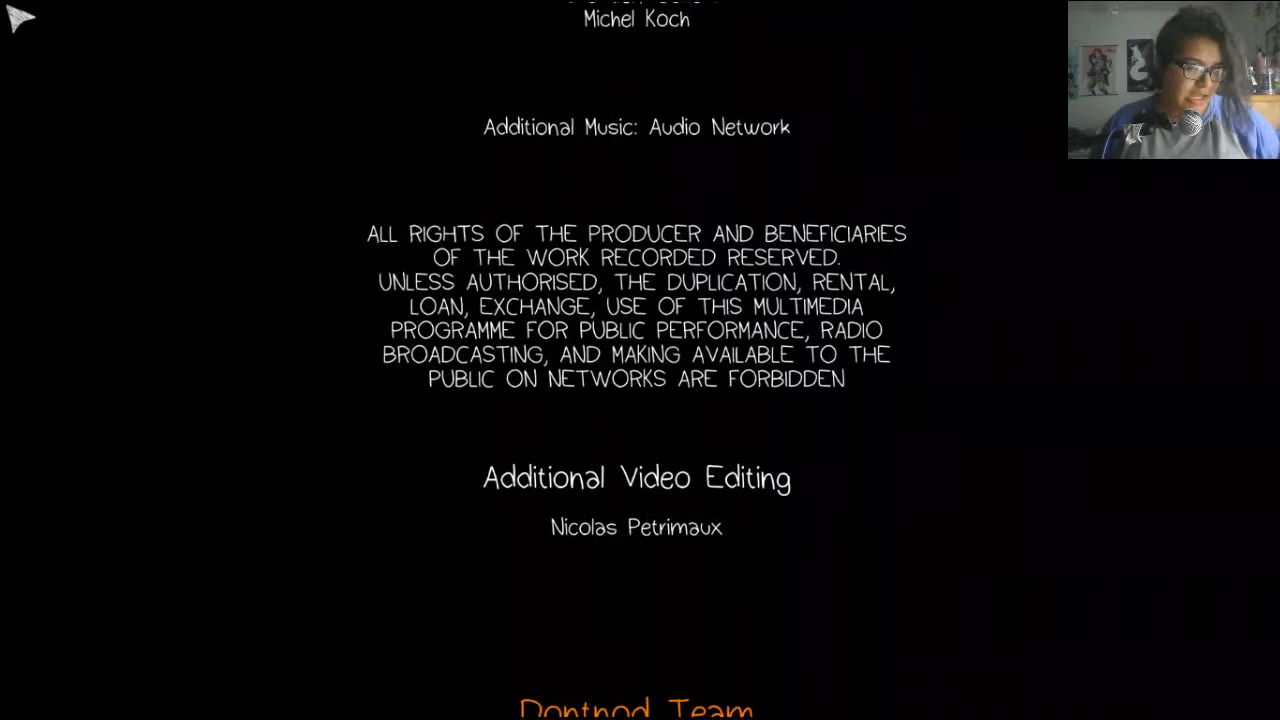 Michel Koch
Additional Music: Audio Network
ALL RIGHTS OF THE PRODUCER AND BENEFICIARIES
OF THE WORK RECORDED RESERVED.
UNLESS AUTHORISED, THE DUPLICATION, RENTAL,
LOAN, EXCHANGE, USE OF THIS MULTIMEDIA
PROGRAMME FOR PUBLIC PERFORMANCE, RADIO
BROADCASTING, AND MAKING AVAILABLE TO THE
PUBLIC ON NETWORKS ARE FORBIDDEN
Additional Video Editing
Nicolas Petrimaux
Dontnod Team